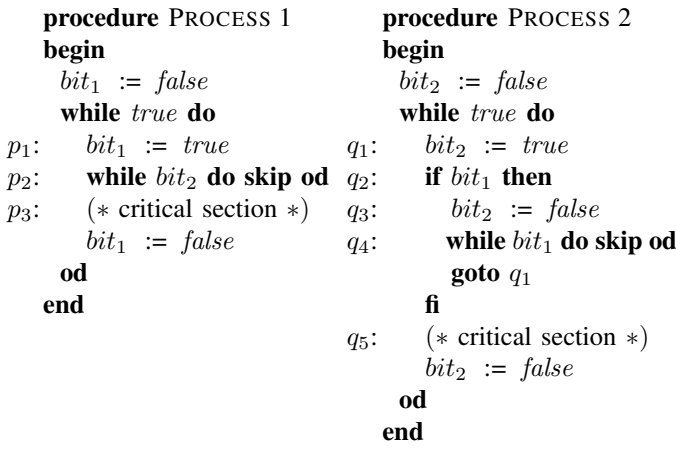 procedure PROCESS 1
begin
bit₁ := false
while true do
p₁: bit₁ := true
p₂: while bit₂ do skip od
p₃: (∗ critical section ∗)
bit₁ := false
od
end
procedure PROCESS 2
begin
bit₂ := false
while true do
q₁: bit₂ := true
q₂: if bit₁ then
q₃: bit₂ := false
q₄: while bit₁ do skip od
goto q₁
fi
q₅: (∗ critical section ∗)
bit₂ := false
od
end